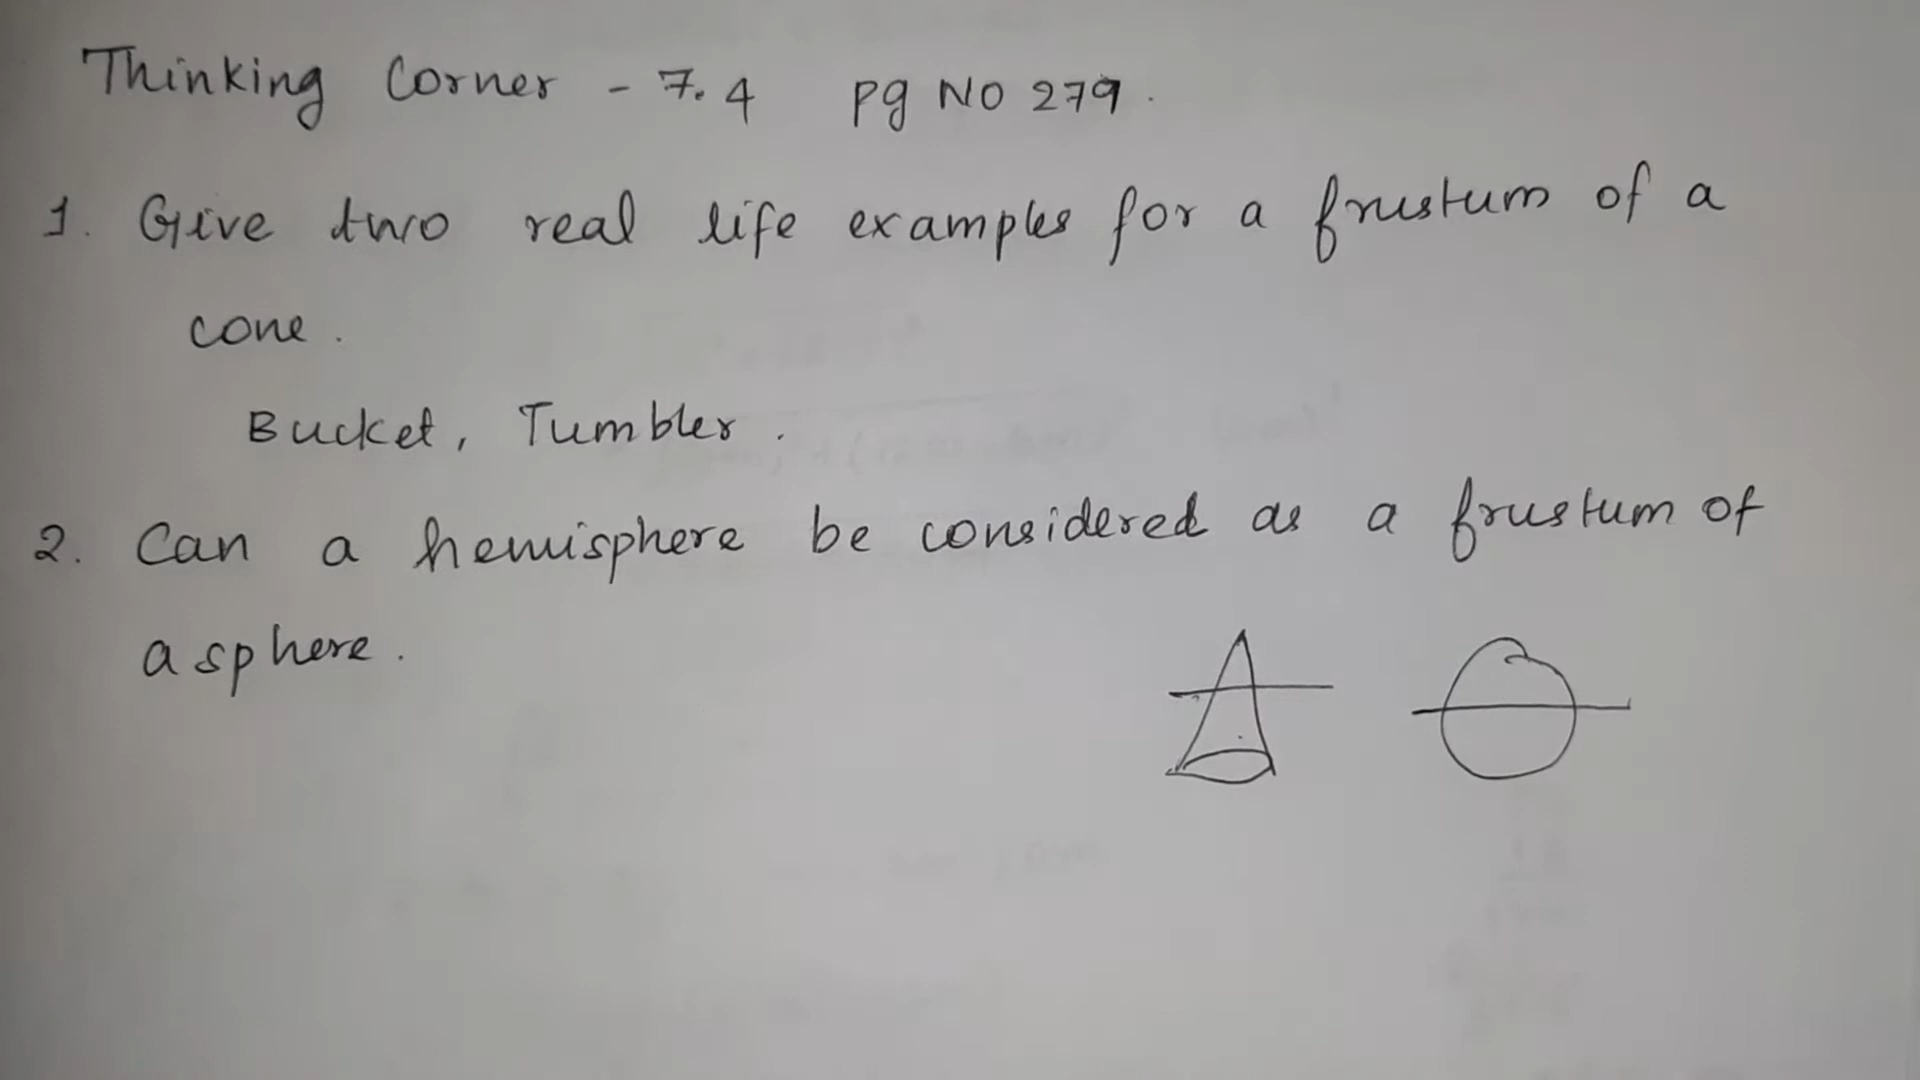 Thinking Corner - 7.4 Pg NO 279.
1. Give two real life examples for a frustum of a
cone.
Bucket, Tumbler.
2. Can a hemisphere be considered as a frustum of
a sphere.